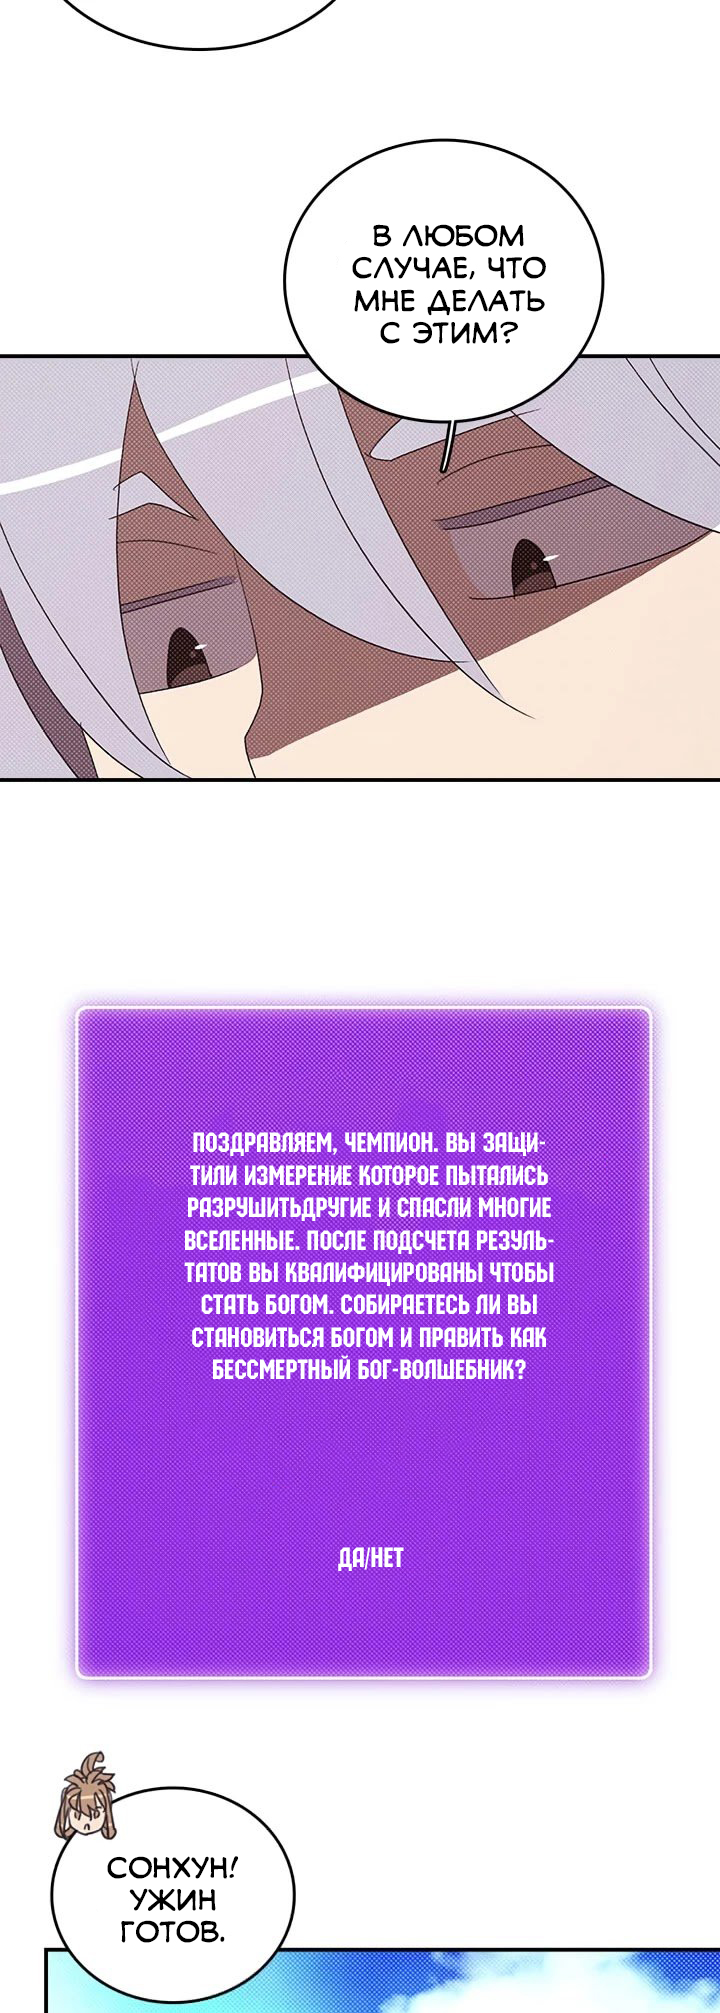 В ЛЮБОМ
СЛУЧАЕ, ЧТО
МНЕ ДЕЛАТЬ
С ЭТИМ?
ПОЗДРАВЛЯЕМ, ЧЕМПИОН. ВЫ ЗАЩИ-
ТИЛИ ИЗМЕРЕНИЕ КОТОРОЕ ПЫТАЛИСЬ
РАЗРУШИТЬДРУГИЕ И СПАСЛИ МНОГИЕ
ВСЕЛЕННЫЕ. ПОСЛЕ ПОДСЧЕТА РЕЗУЛЬ-
ТАТОВ ВЫ КВАЛИФИЦИРОВАНЫ ЧТОБЫ
СТАТЬ БОГОМ. СОБИРАЕТЕСЬ ЛИ ВЫ
СТАНОВИТЬСЯ БОГОМ И ПРАВИТЬ КАК
БЕССМЕРТНЫЙ БОГ-ВОЛШЕБНИК?
ДА/НЕТ
СОНХУН!
УЖИН
ГОТОВ.